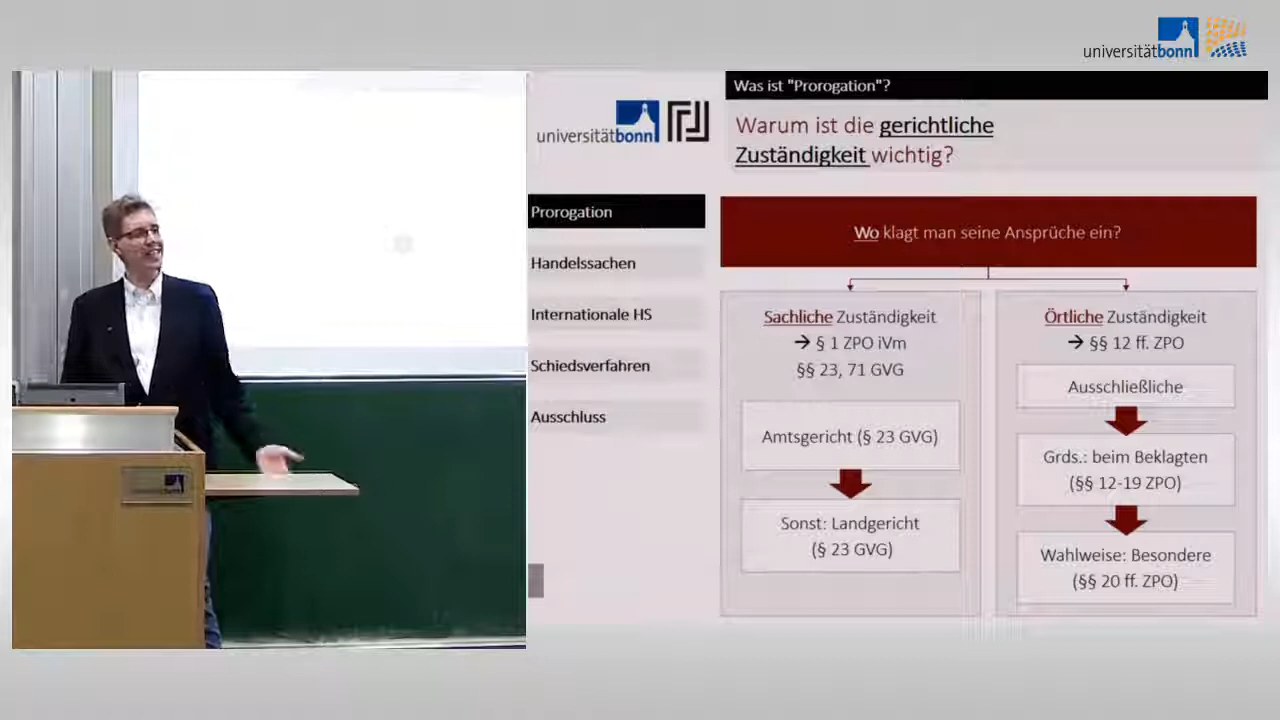 universitätbonn
universitätbonn
Was ist "Prorogation"?
Warum ist die gerichtliche
Zuständigkeit wichtig?
Prorogation
Handelssachen
Internationale HS
Schiedsverfahren
Ausschluss
Wo klagt man seine Ansprüche ein?
Sachliche Zuständigkeit
→ § 1 ZPO iVm
§§ 23, 71 GVG
Amtsgericht (§ 23 GVG)
Sonst: Landgericht
(§ 23 GVG)
Örtliche Zuständigkeit
→ §§ 12 ff. ZPO
Ausschließliche
Grds.: beim Beklagten
(§§ 12-19 ZPO)
Wahlweise: Besondere
(§§ 20 ff. ZPO)